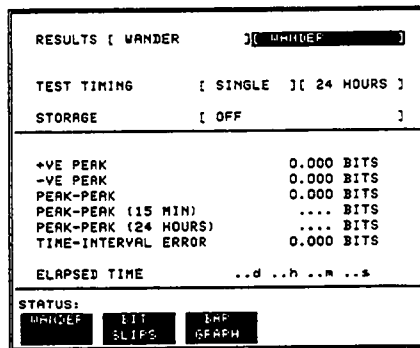 RESULTS [ WANDER ][ WANDER
TEST TIMING [ SINGLE ][ 24 HOURS ]
STORAGE [ OFF ]
+VE PEAK 0.000 BITS
-VE PEAK 0.000 BITS
PEAK-PEAK 0.000 BITS
PEAK-PEAK (15 MIN) ....
PEAK-PEAK (24 HOURS) ....
TIME-INTERVAL ERROR 0.000 BITS
ELAPSED TIME ..d ..h ..m ..s
STATUS:
WANDER BIT BAR
SLIPS GRAPH